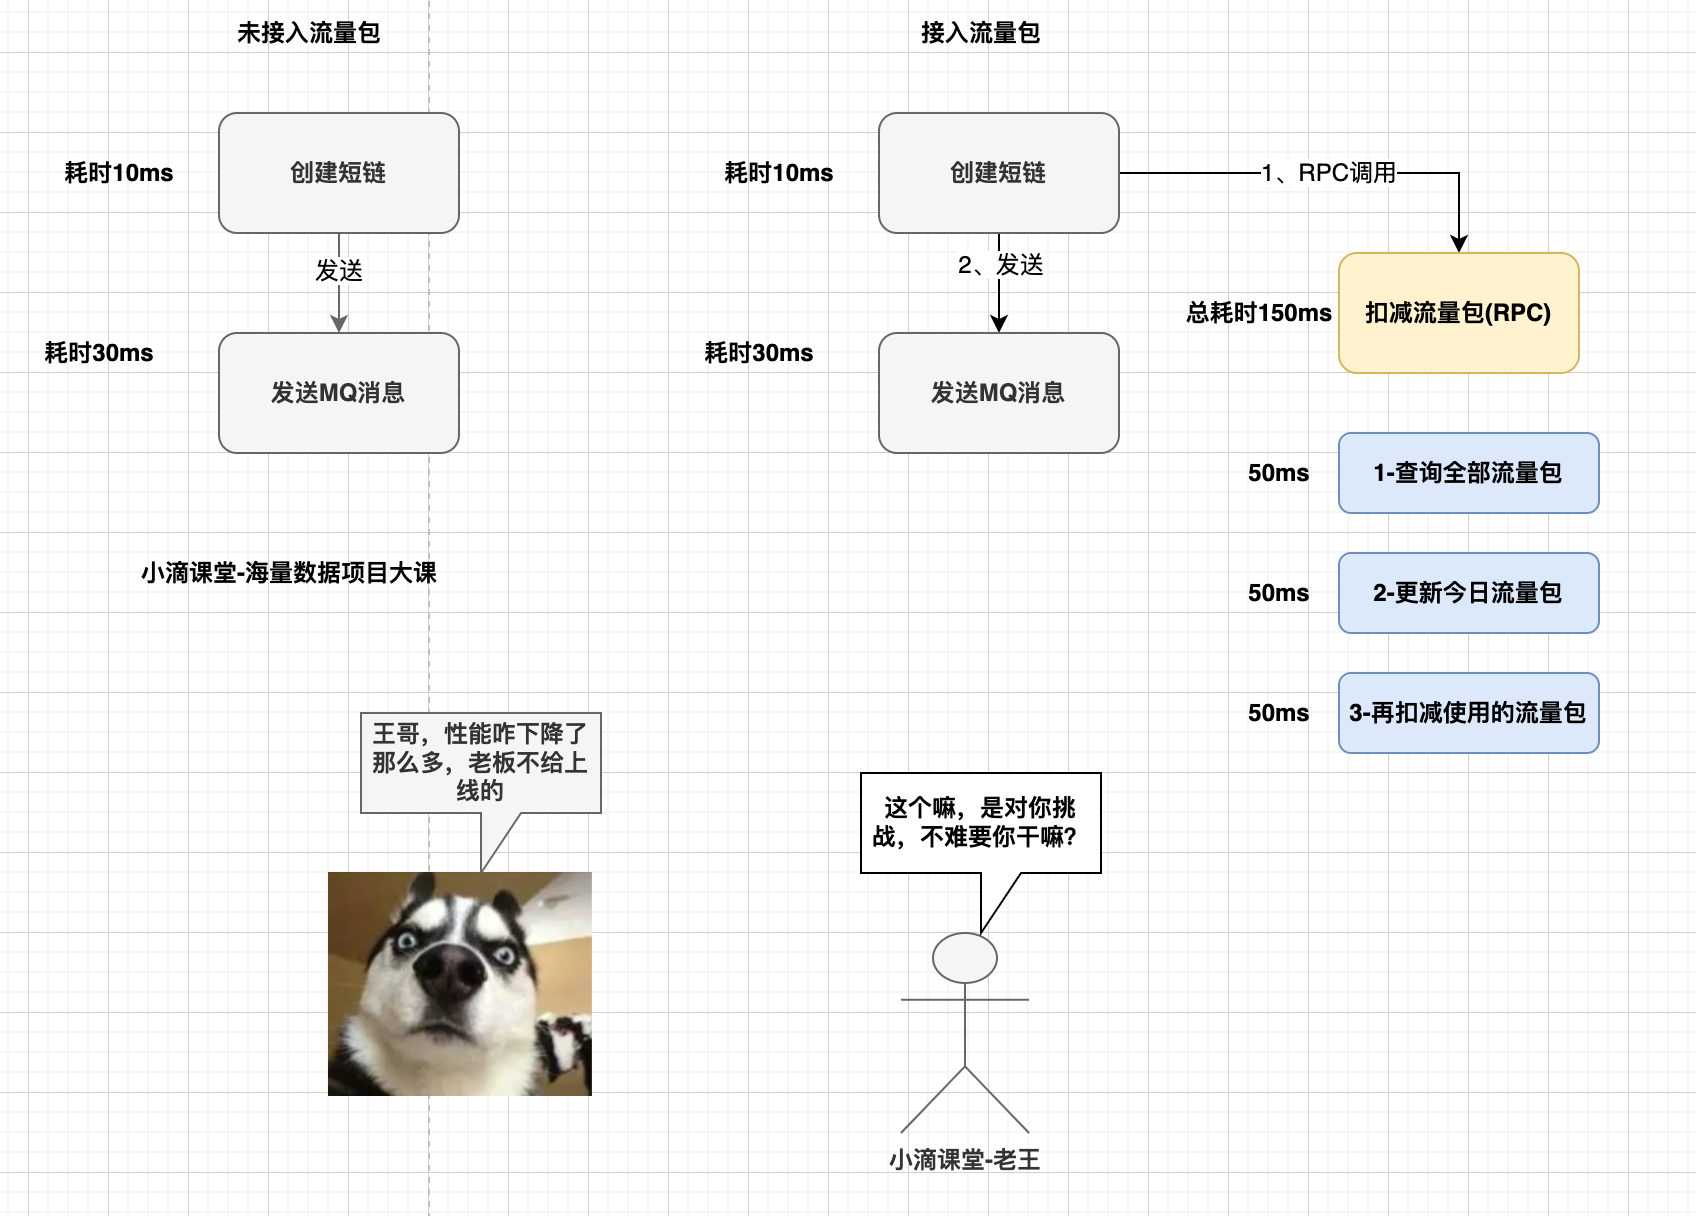 未接入流量包
接入流量包
耗时10ms
创建短链
耗时10ms
创建短链
1、RPC调用
发送
2、发送
总耗时150ms
扣减流量包(RPC)
耗时30ms
发送MQ消息
耗时30ms
发送MQ消息
50ms
1-查询全部流量包
小滴课堂-海量数据项目大课
50ms
2-更新今日流量包
50ms
3-再扣减使用的流量包
王哥，性能咋下降了
那么多，老板不给上
线的
这个嘛，是对你挑
战，不难要你干嘛?
小滴课堂-老王